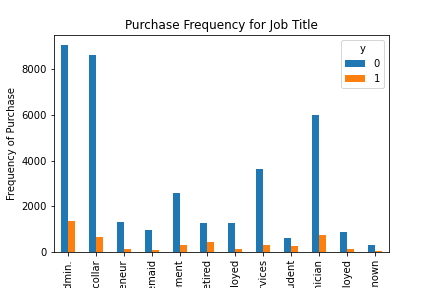 Purchase Frequency for Job Title
Frequency of Purchase
8000
6000
4000
2000
0
y
0
1
dmin.
collar
eneur
emaid
ment
etired
loyed
vices
udent
nician
loyed
nown